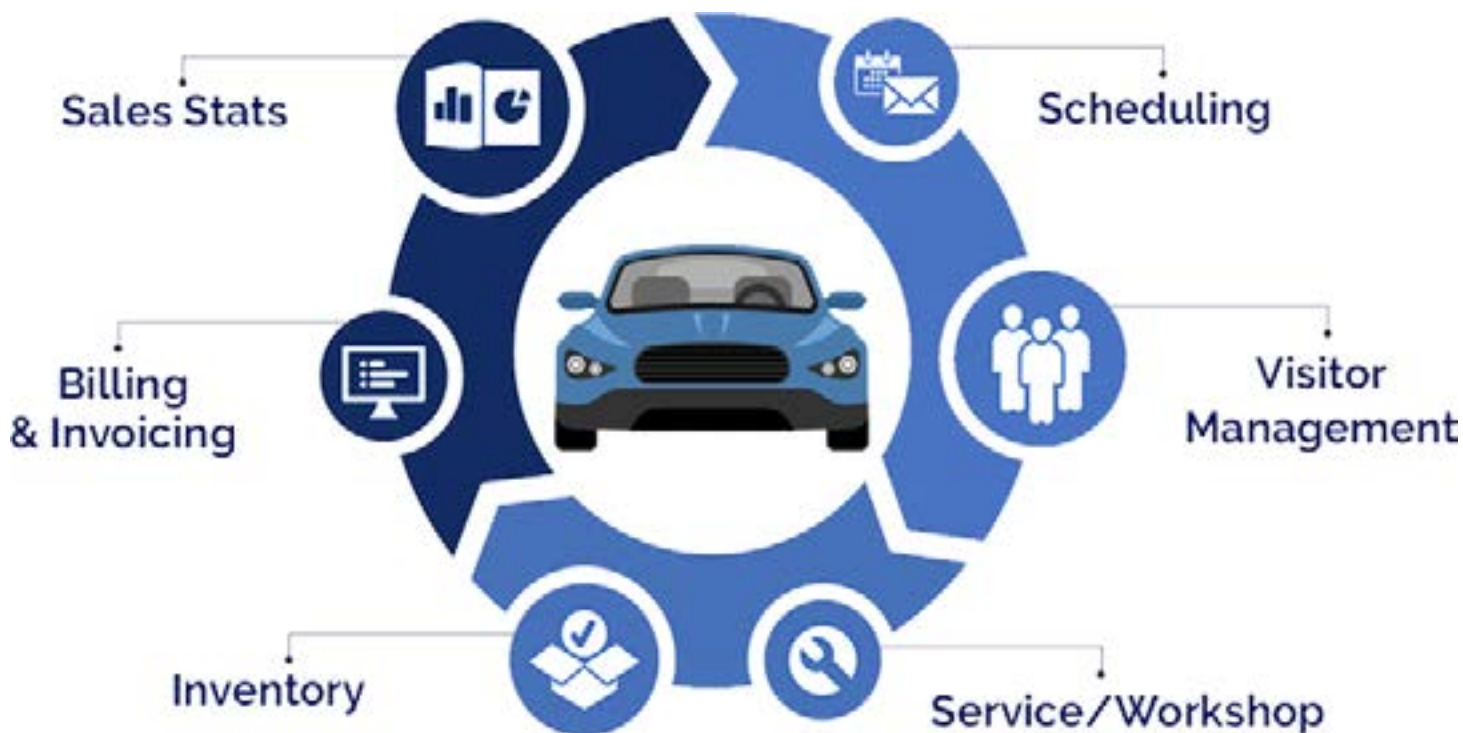 Sales Stats
Scheduling
Billing
& Invoicing
Visitor
Management
Inventory
Service/Workshop